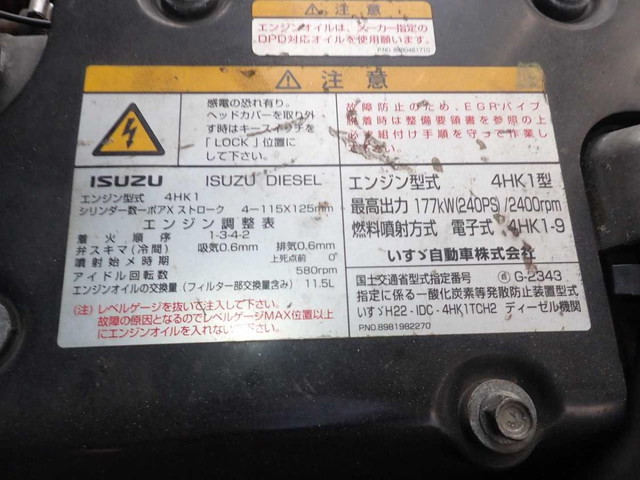 ⚠ 注意
エンジンオイルは、メーカー指定の
DPD対応オイルを使用願います。
P.NO 8980481710
⚠ 注意
感電の恐れ有り。
ヘッドカバーを取り外
す時はキースイッチを
「LOCK」位置に
して下さい。
故障防止のため、EGRパイプ
脱着時は整備要領書を参照の上
必ず組付け手順を守って作業し
て下さい。
ISUZU ISUZU DIESEL
エンジン型式 4HK1
シリンダー数ーボアXストローク 4ー115X125mm
エンジン調整表
着火順序 1-3-4-2
弁スキマ(冷間) 吸気0.6mm 排気0.6mm
噴射始メ時期 上死点前 0°
アイドル回転数 580rpm
エンジンオイルの交換量(フィルター部交換量含み) 11.5L
(注)レベルゲージを抜いて注入して下さい。
故障の原因となるのでレベルゲージMAX位置以上
にエンジンオイルを入れないで下さい。
エンジン型式 4HK1型
最高出力 177kW(240PS)/2400rpm
燃料噴射方式 電子式 4HK1-9
いすゞ自動車株式会社
国土交通省型式指定番号 G-2343
指定に係る一酸化炭素等発散防止装置型式
いすゞH22-IDC-4HK1TCH2 ディーゼル機関
P.NO.8981982270